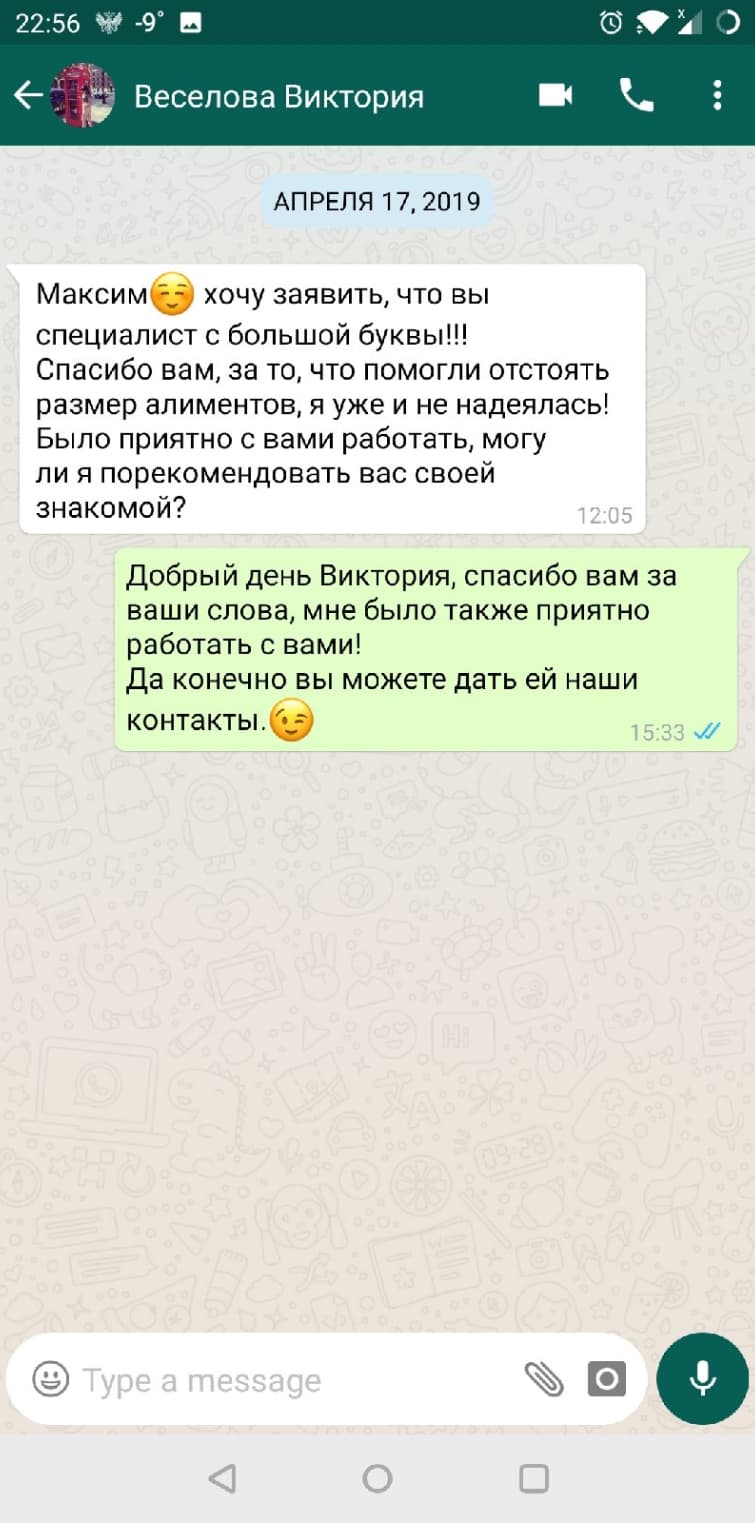 22:56 -9°
Веселова Виктория
АПРЕЛЯ 17, 2019
Максим☺️ хочу заявить, что вы
специалист с большой буквы!!!
Спасибо вам, за то, что помогли отстоять
размер алиментов, я уже и не надеялась!
Было приятно с вами работать, могу
ли я порекомендовать вас своей
знакомой?
12:05
Добрый день Виктория, спасибо вам за
ваши слова, мне было также приятно
работать с вами!
Да конечно вы можете дать ей наши
контакты.😉
15:33
Type a message